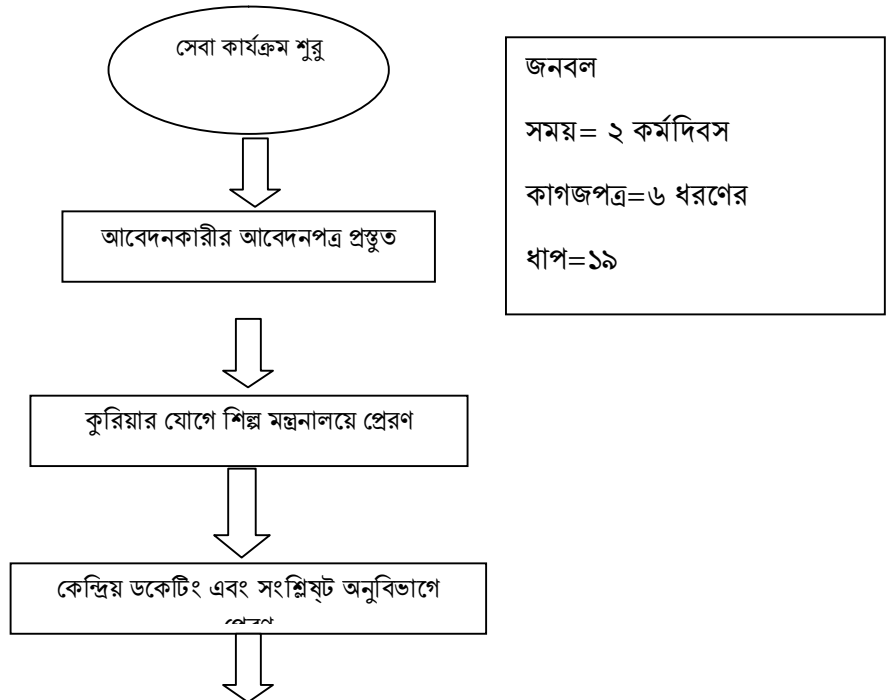 সেবা কার্যক্রম শুরু
আবেদনকারীর আবেদনপত্র প্রস্তুত
কুরিয়ার যোগে শিল্প মন্ত্রনালয়ে প্রেরণ
কেন্দ্রিয় ডকেটিং এবং সংশ্লিষ্ট অনুবিভাগে
জনবল
সময়= ২ কর্মদিবস
কাগজপত্র=৬ ধরণের
ধাপ=১৯